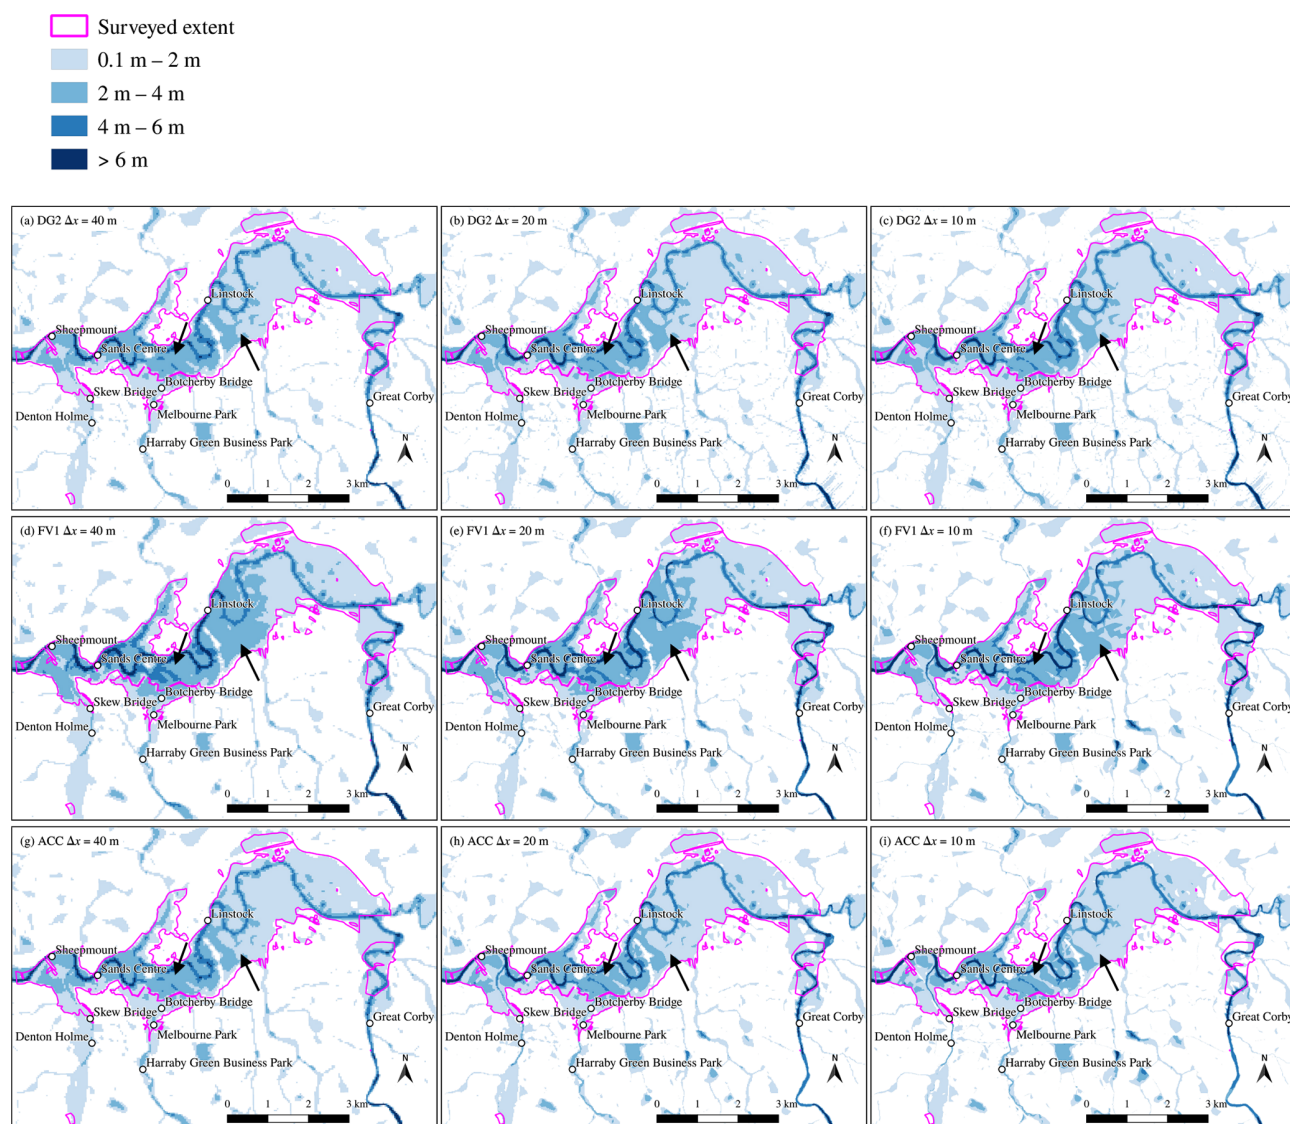 Surveyed extent
0.1 m – 2 m
2 m – 4 m
4 m – 6 m
> 6 m
(a) DG2 Δx = 40 m
Linstock
Sheepmount
Sands Centre
Botcherby Bridge
Skew Bridge
Great Corby
Melbourne Park
Denton Holme
Harraby Green Business Park
N
0 1 2 3 km
(b) DG2 Δx = 20 m
Linstock
Sheepmount
Sands Centre
Botcherby Bridge
Skew Bridge
Great Corby
Melbourne Park
Denton Holme
Harraby Green Business Park
N
0 1 2 3 km
(c) DG2 Δx = 10 m
Linstock
Sheepmount
Sands Centre
Botcherby Bridge
Skew Bridge
Great Corby
Melbourne Park
Denton Holme
Harraby Green Business Park
N
0 1 2 3 km
(d) FV1 Δx = 40 m
Linstock
Sheepmount
Sands Centre
Botcherby Bridge
Skew Bridge
Great Corby
Melbourne Park
Denton Holme
Harraby Green Business Park
N
0 1 2 3 km
(e) FV1 Δx = 20 m
Linstock
Sheepmount
Sands Centre
Botcherby Bridge
Skew Bridge
Great Corby
Melbourne Park
Denton Holme
Harraby Green Business Park
N
0 1 2 3 km
(f) FV1 Δx = 10 m
Linstock
Sheepmount
Sands Centre
Botcherby Bridge
Skew Bridge
Great Corby
Melbourne Park
Denton Holme
Harraby Green Business Park
N
0 1 2 3 km
(g) ACC Δx = 40 m
Linstock
Sheepmount
Sands Centre
Botcherby Bridge
Skew Bridge
Great Corby
Melbourne Park
Denton Holme
Harraby Green Business Park
N
0 1 2 3 km
(h) ACC Δx = 20 m
Linstock
Sheepmount
Sands Centre
Botcherby Bridge
Skew Bridge
Great Corby
Melbourne Park
Denton Holme
Harraby Green Business Park
N
0 1 2 3 km
(i) ACC Δx = 10 m
Linstock
Sheepmount
Sands Centre
Botcherby Bridge
Skew Bridge
Great Corby
Melbourne Park
Denton Holme
Harraby Green Business Park
N
0 1 2 3 km